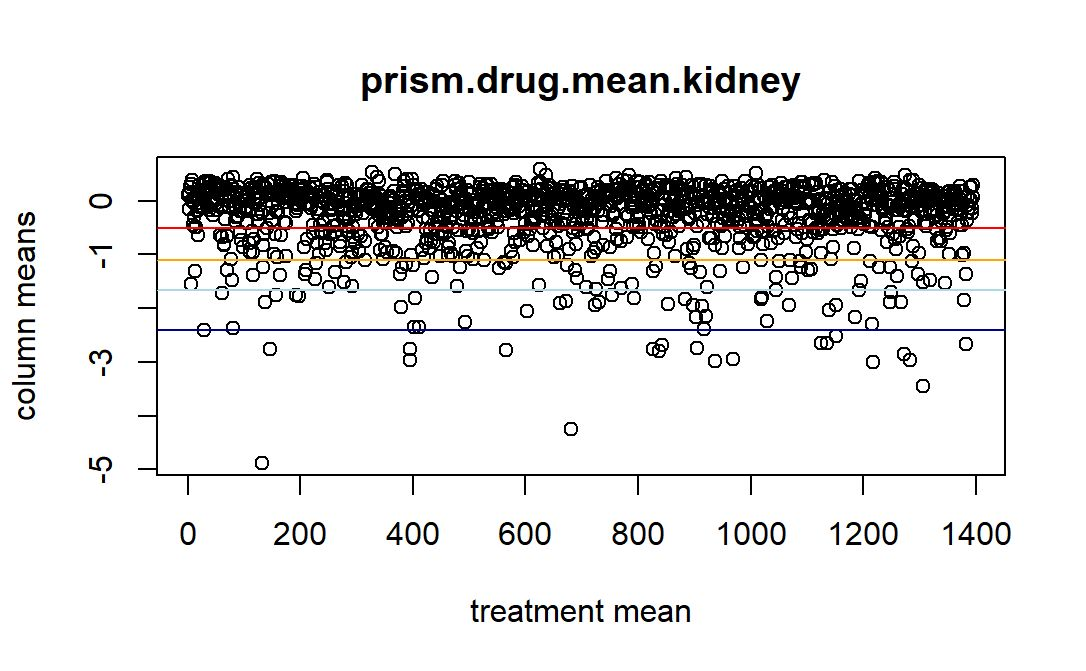 prism.drug.mean.kidney
column means
0
-1
-3
-5
0 200 400 600 800 1000 1200 1400
treatment mean